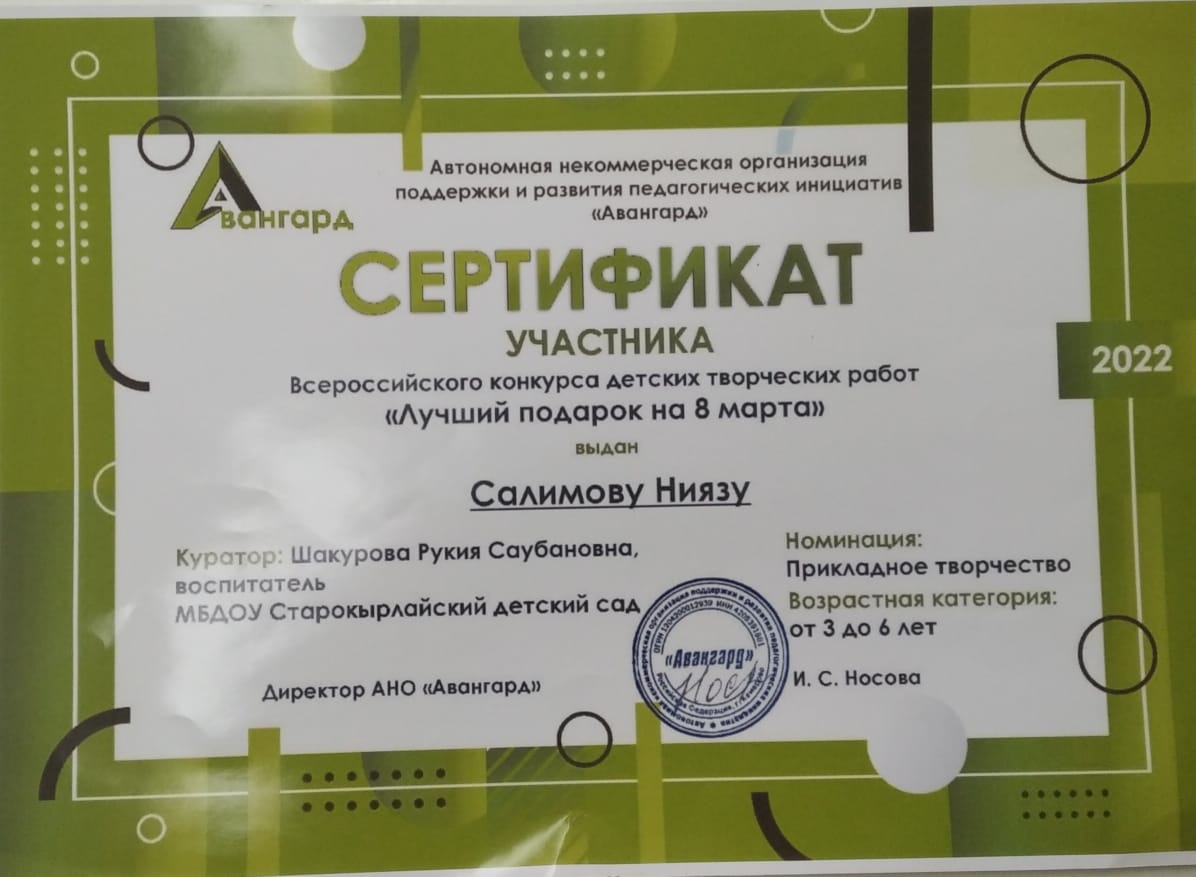 Авангард
Автономная некоммерческая организация
поддержки и развития педагогических инициатив
«Авангард»
СЕРТИФИКАТ
УЧАСТНИКА
Всероссийского конкурса детских творческих работ
«Лучший подарок на 8 марта»
выдан
Салимову Ниязу
2022
Куратор: Шакурова Рукия Саубановна,
воспитатель
МБДОУ Старокырлайский детский сад
Номинация:
Прикладное творчество
Возрастная категория:
от 3 до 6 лет
Директор АНО «Авангард»
«Авангард»
И. С. Носова